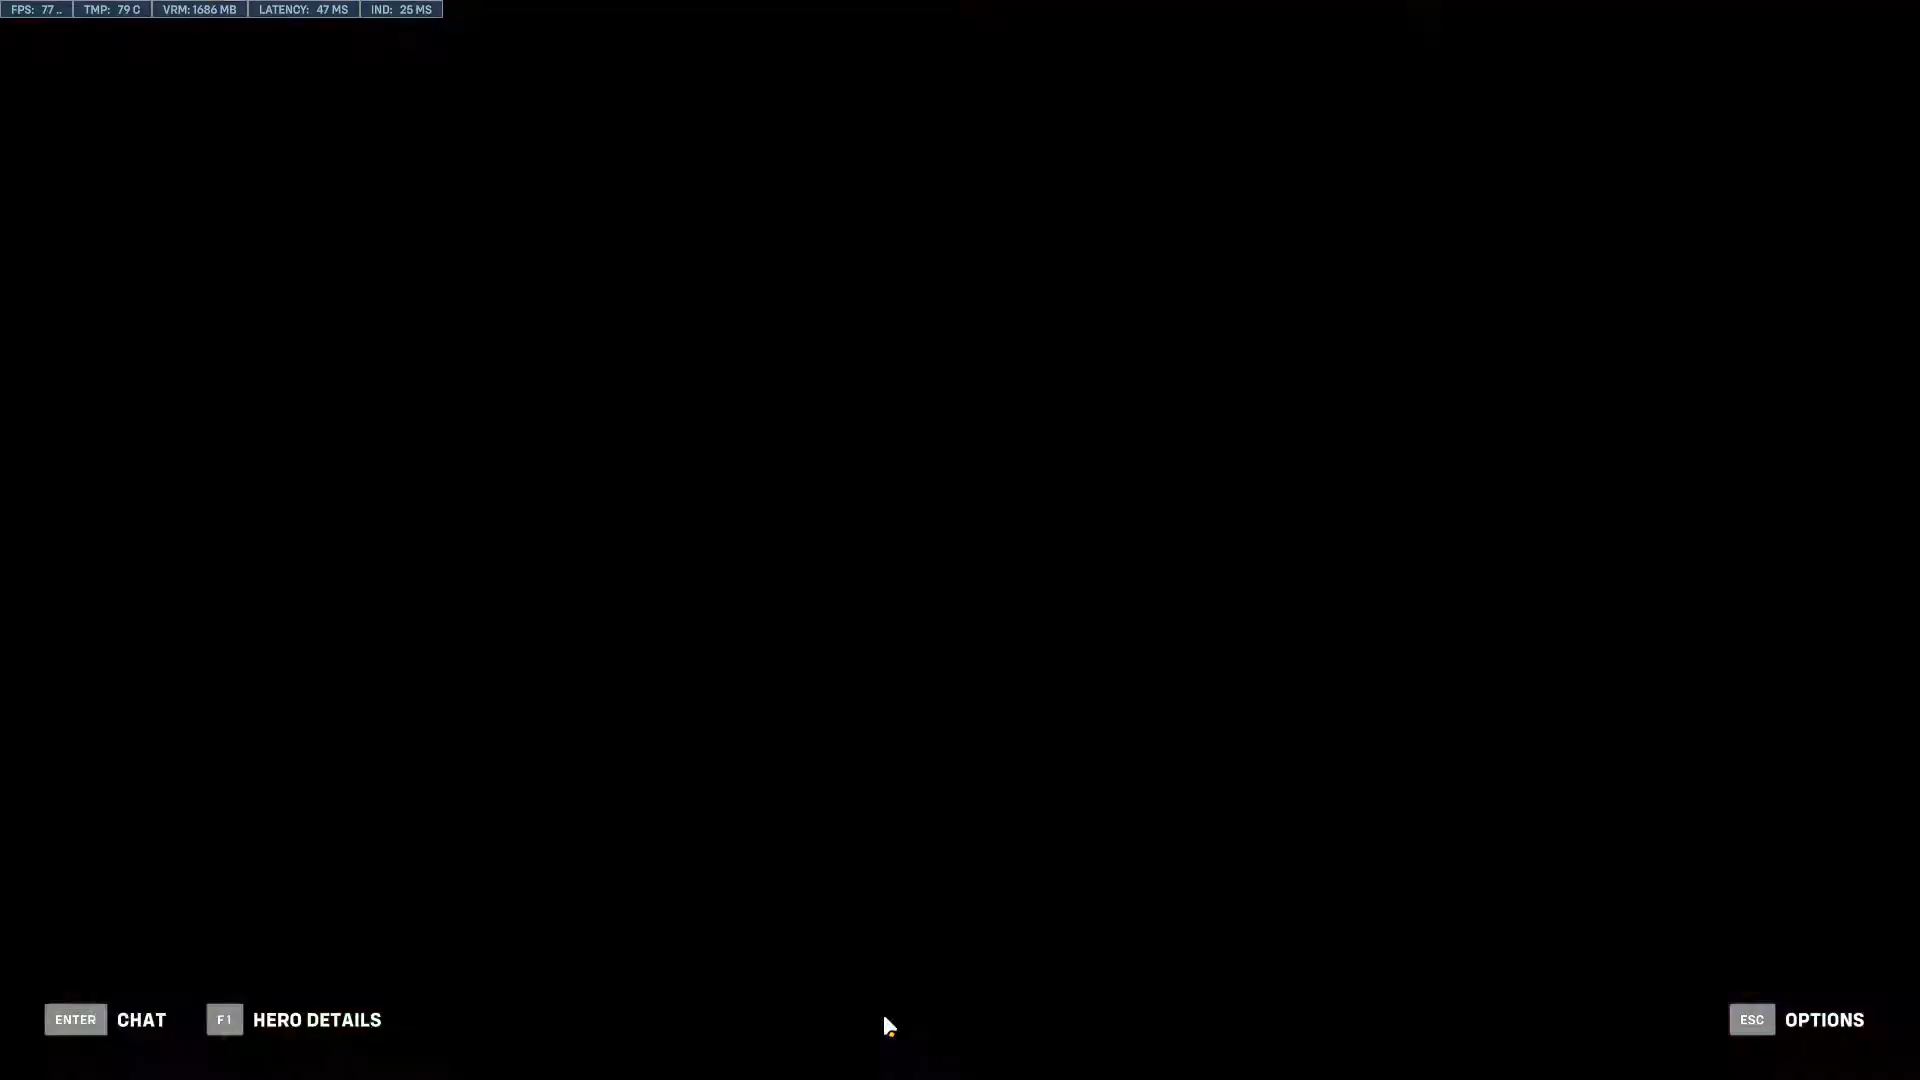 FPS: 77 .. TMP: 79 C VRM: 1686 MB LATENCY: 47 MS IND: 25 MS
ENTER CHAT F1 HERO DETAILS ESC OPTIONS